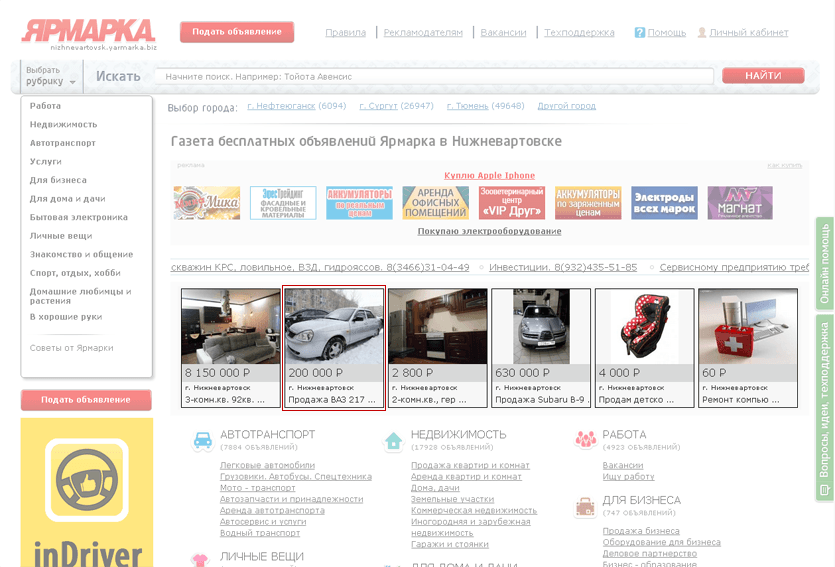 ЯРМАРКА
nizhnevartovsk.yarmarka.biz
Подать объявление
Правила
Рекламодателям
Вакансии
Техподдержка
Помощь
Личный кабинет
Выбрать рубрику
Искать
Начните поиск. Например: Тойота Авенсис
НАЙТИ
Работа
Недвижимость
Автотранспорт
Услуги
Для бизнеса
Для дома и дачи
Бытовая электроника
Личные вещи
Знакомство и общение
Спорт, отдых, хобби
Домашние любимцы и
растения
В хорошие руки
Советы от Ярмарки
Подать объявление
inDriver
Выбор города:
г. Нефтеюганск (6094)
г. Сургут (26947)
г. Тюмень (49648)
Другой город
Газета бесплатных объявлений Ярмарка в Нижневартовске
реклама
как купить
Куплю Apple Iphone
Мика
ЭдвсТрейдинг
ФАСАДНЫЕ И
КРОВЕЛЬНЫЕ
МАТЕРИАЛЫ
АККУМУЛЯТОРЫ
по реальным
ценам
АРЕНДА
ОФИСНЫХ
ПОМЕЩЕНИЙ
Зооветеринарный
центр
«VIP Друг»
АККУМУЛЯТОРЫ
по заряженным
ценам
Электроды
всех марок
МАГНАТ
Покупаю электрооборудование
скважин КРС, ловильное, ВЗД, гидроясcов. 8(3466)31-04-49
Инвестиции. 8(932)435-51-85
Сервисному предприятию треб
8 150 000 Р
г. Нижневартовск
3-комн.кв. 92кв. ...
200 000 Р
г. Нижневартовск
Продажа ВАЗ 217 ...
2 800 Р
г. Нижневартовск
2-комн.кв., гер ...
630 000 Р
г. Нижневартовск
Продажа Subaru B-9 .
4 000 Р
г. Нижневартовск
Продам детско ...
60 Р
г. Нижневартовск
Ремонт компью ...
АВТОТРАНСПОРТ
(7884 ОБЪЯВЛЕНИЙ)
Легковые автомобили
Грузовики. Автобусы. Спецтехника
Мото - транспорт
Автозапчасти и принадлежности
Аренда автотранспорта
Автосервис и услуги
Водный транспорт
ЛИЧНЫЕ ВЕЩИ
НЕДВИЖИМОСТЬ
(17928 ОБЪЯВЛЕНИЙ)
Продажа квартир и комнат
Аренда квартир и комнат
Дома, дачи
Земельные участки
Коммерческая недвижимость
Иногородняя и зарубежная
недвижимость
Гаражи и стоянки
ДЛЯ ДОМА И ДАЧИ
РАБОТА
(4923 ОБЪЯВЛЕНИЙ)
Вакансии
Ищу работу
ДЛЯ БИЗНЕСА
(747 ОБЪЯВЛЕНИЙ)
Продажа бизнеса
Оборудование для бизнеса
Деловое партнерство
Бизнес - образование
Онлайн помощь
Вопросы, идеи, техподдержка